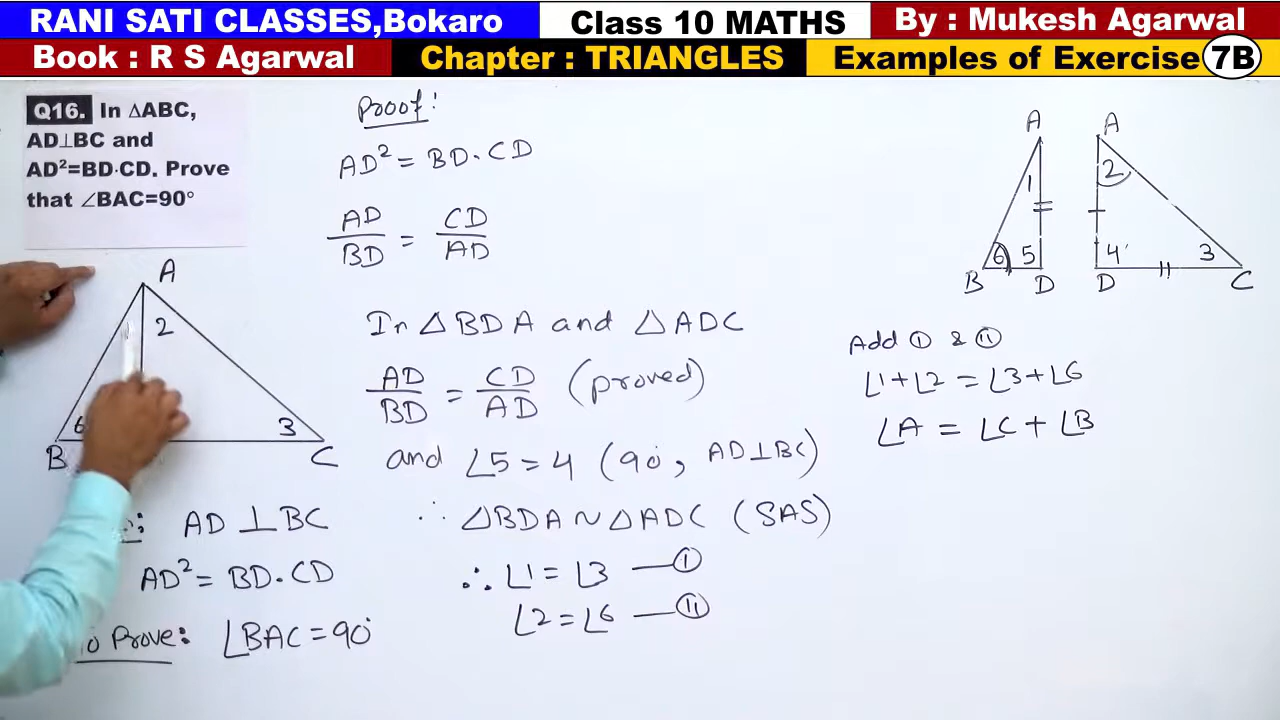 RANI SATI CLASSES,Bokaro
Class 10 MATHS
By : Mukesh Agarwal
Book : R S Agarwal
Chapter : TRIANGLES
Examples of Exercise 7B
Q16. In ΔABC,
AD⊥BC and
AD²=BD·CD. Prove
that ∠BAC=90°
A
2
6
3
B
C
: AD ⊥ BC
AD² = BD·CD
Prove: ∠BAC = 90°
Proof!
AD² = BD·CD
AD/BD = CD/AD
In △BDA and △ADC
AD/BD = CD/AD (proved)
and ∠5 = 4 (90°, AD⊥BC)
∴ △BDA ~ △ADC (SAS)
∴ ∠1 = ∠3 —①
∠2 = ∠6 —⑪
A
1
6
5
B
D
A
2
4
3
D
C
Add ① & ⑪
∠1+∠2 = ∠3+∠6
∠A = ∠C + ∠B